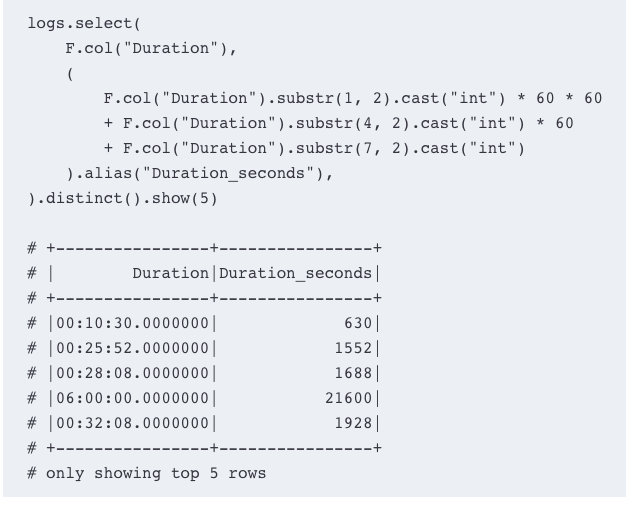 logs.select(
    F.col("Duration"),
    (
        F.col("Duration").substr(1, 2).cast("int") * 60 * 60
        + F.col("Duration").substr(4, 2).cast("int") * 60
        + F.col("Duration").substr(7, 2).cast("int")
    ).alias("Duration_seconds"),
).distinct().show(5)

# +----------------+----------------+
# |        Duration|Duration_seconds|
# +----------------+----------------+
# |00:10:30.0000000|             630|
# |00:25:52.0000000|            1552|
# |00:28:08.0000000|            1688|
# |06:00:00.0000000|           21600|
# |00:32:08.0000000|            1928|
# +----------------+----------------+
# only showing top 5 rows